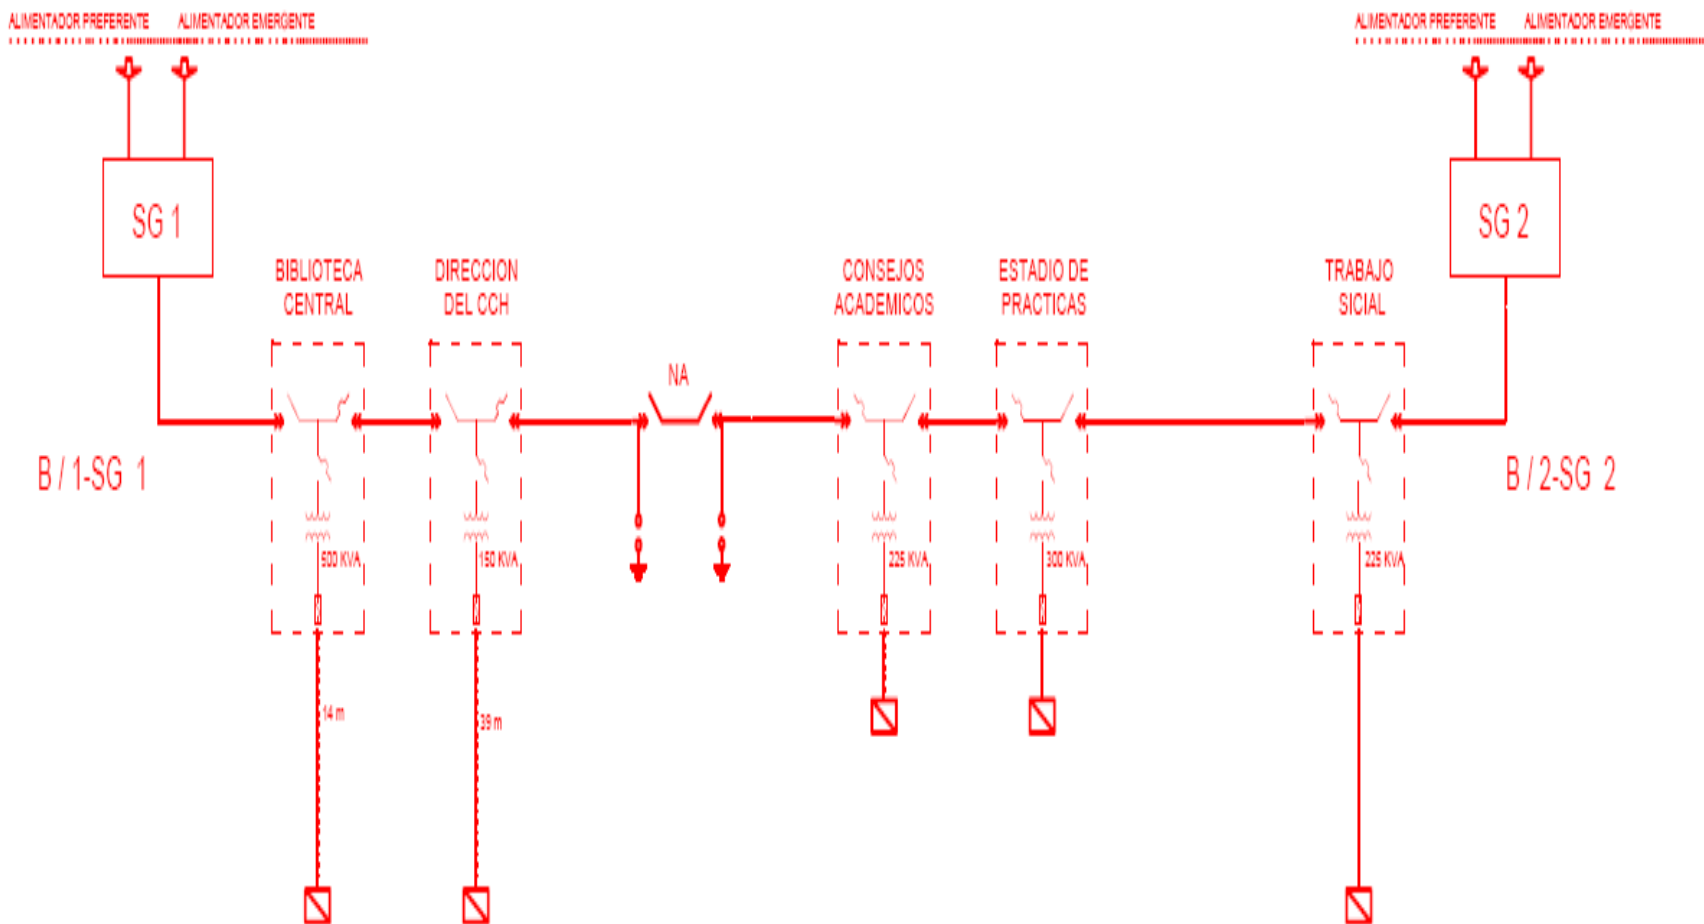 ALIMENTADOR PREFERENTE ALIMENTADOR EMERGENTE
ALIMENTADOR PREFERENTE ALIMENTADOR EMERGENTE
SG 1
SG 2
BIBLIOTECA
CENTRAL
DIRECCION
DEL CCH
CONSEJOS
ACADEMICOS
ESTADIO DE
PRACTICAS
TRABAJO
SICIAL
NA
B / 1-SG 1
B / 2-SG 2
500 KVA
150 KVA
225 KVA
300 KVA
225 KVA
14 m
39 m